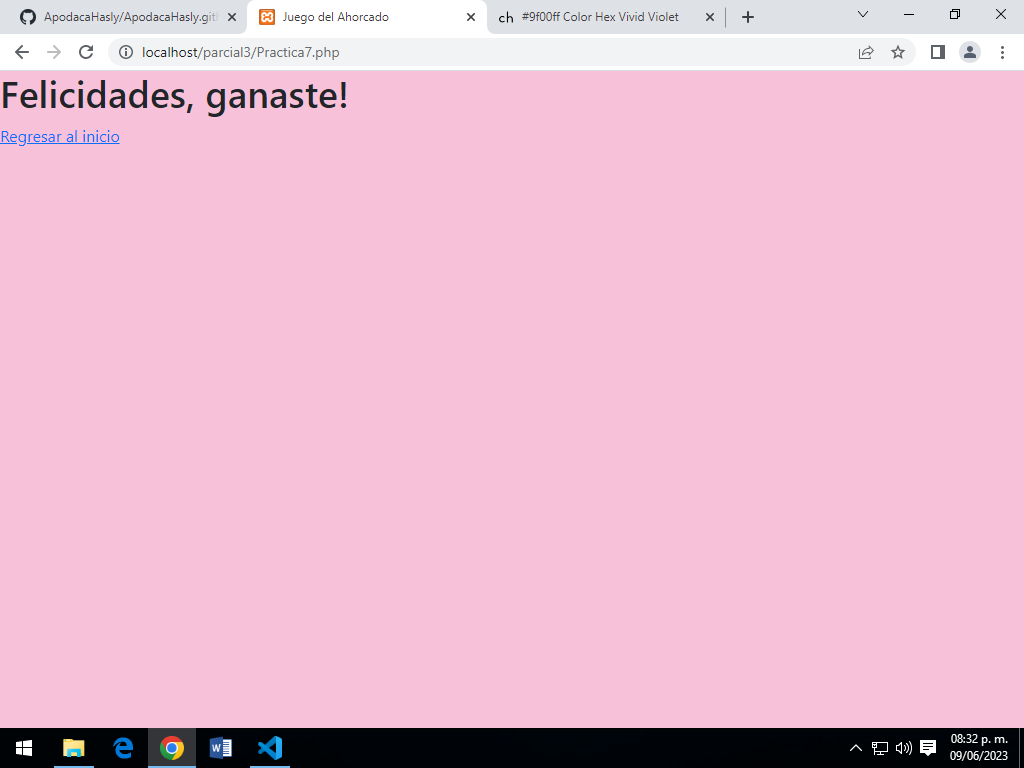 ApodacaHasly/ApodacaHasly.gitl
Juego del Ahorcado
ch #9f00ff Color Hex Vivid Violet
localhost/parcial3/Practica7.php
Felicidades, ganaste!
Regresar al inicio
08:32 p. m.
09/06/2023